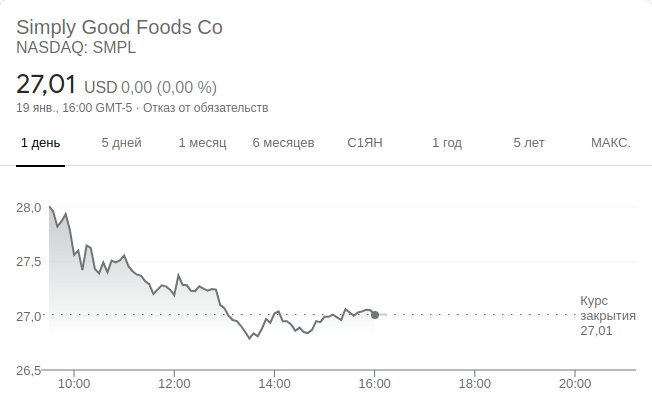 Simply Good Foods Co
NASDAQ: SMPL
27,01 USD 0,00 (0,00 %)
19 янв., 16:00 GMT-5 · Отказ от обязательств
1 день 5 дней 1 месяц 6 месяцев С1ЯН 1 год 5 лет МАКС.
28,0
27,5
27,0
26,5
Курс
закрытия
27,01
10:00 12:00 14:00 16:00 18:00 20:00